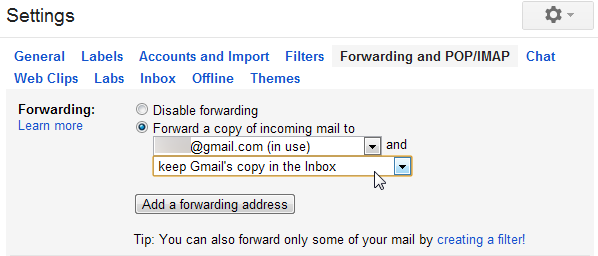 Settings
General Labels Accounts and Import Filters Forwarding and POP/IMAP Chat
Web Clips Labs Inbox Offline Themes
Forwarding: Disable forwarding
Learn more Forward a copy of incoming mail to
@gmail.com (in use) and
keep Gmail's copy in the Inbox
Add a forwarding address
Tip: You can also forward only some of your mail by creating a filter!